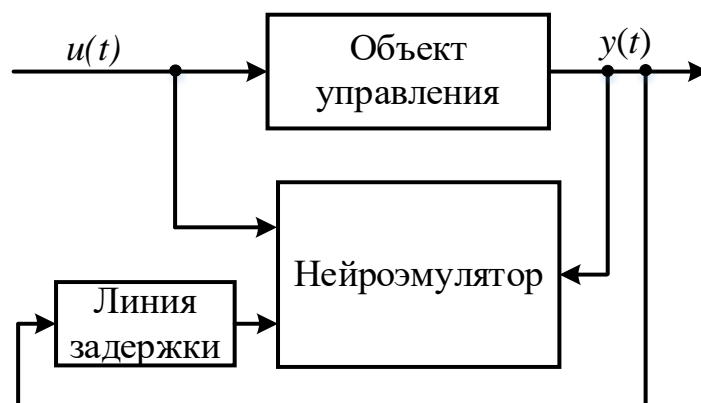 u(t)
Объект
управления
y(t)
Нейроэмулятор
Линия
задержки